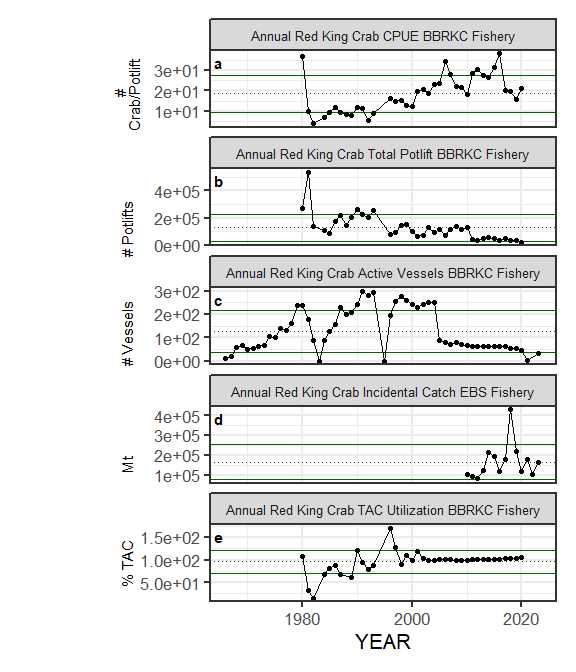 Annual Red King Crab CPUE BBRKC Fishery
a
#
Crab/Potlift
3e+01
2e+01
1e+01
Annual Red King Crab Total Potlift BBRKC Fishery
b
# Potlifts
4e+05
2e+05
0e+00
Annual Red King Crab Active Vessels BBRKC Fishery
c
# Vessels
3e+02
2e+02
1e+02
0e+00
Annual Red King Crab Incidental Catch EBS Fishery
d
Mt
4e+05
3e+05
2e+05
1e+05
Annual Red King Crab TAC Utilization BBRKC Fishery
e
% TAC
1.5e+02
1.0e+02
5.0e+01
1980 2000 2020
YEAR